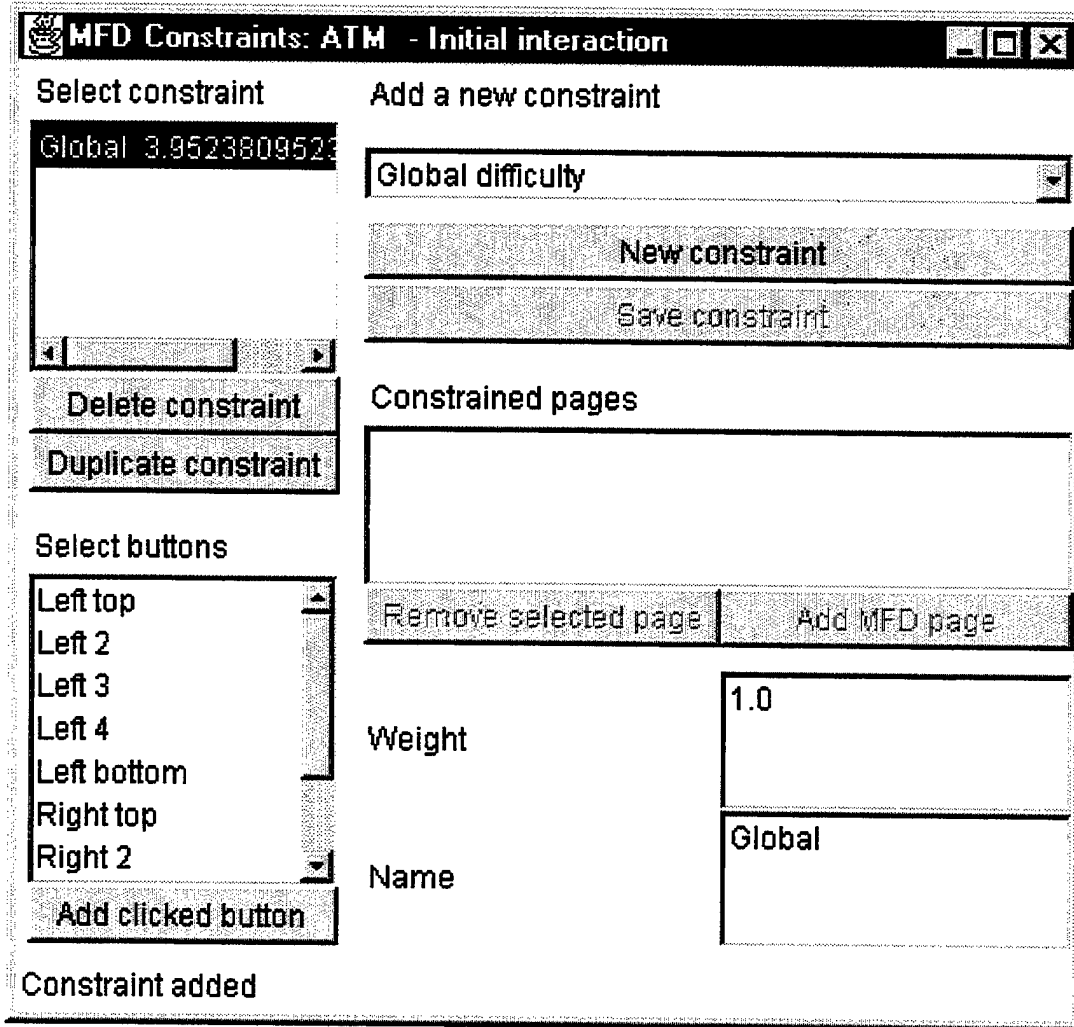 MFD Constraints: ATM - Initial interaction
Select constraint
Global 3.9523809523
Delete constraint
Duplicate constraint
Select buttons
Left top
Left 2
Left 3
Left 4
Left bottom
Right top
Right 2
Add clicked button
Add a new constraint
Global difficulty
New constraint
Save constraint
Constrained pages
Remove selected page
Add MFD page
Weight
1.0
Name
Global
Constraint added